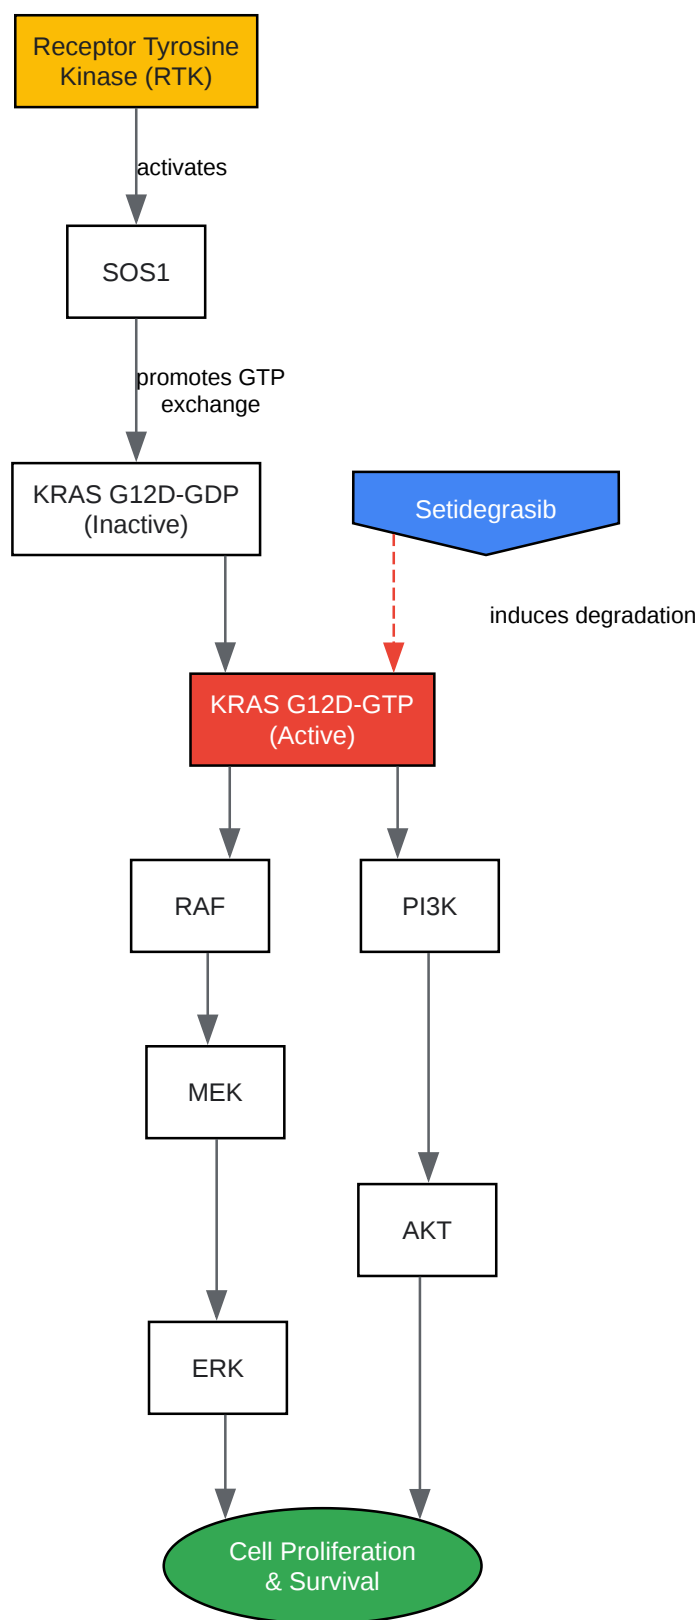 Receptor Tyrosine
Kinase (RTK)
activates
SOS1
promotes GTP
exchange
KRAS G12D-GDP
(Inactive)
Setidegrasib
induces degradation
KRAS G12D-GTP
(Active)
RAF
PI3K
MEK
AKT
ERK
Cell Proliferation
& Survival